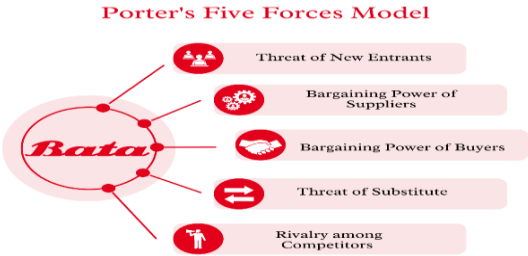 Porter's Five Forces Model
Threat of New Entrants
Bargaining Power of
Suppliers
Bata
Bargaining Power of Buyers
Threat of Substitute
Rivalry among
Competitors